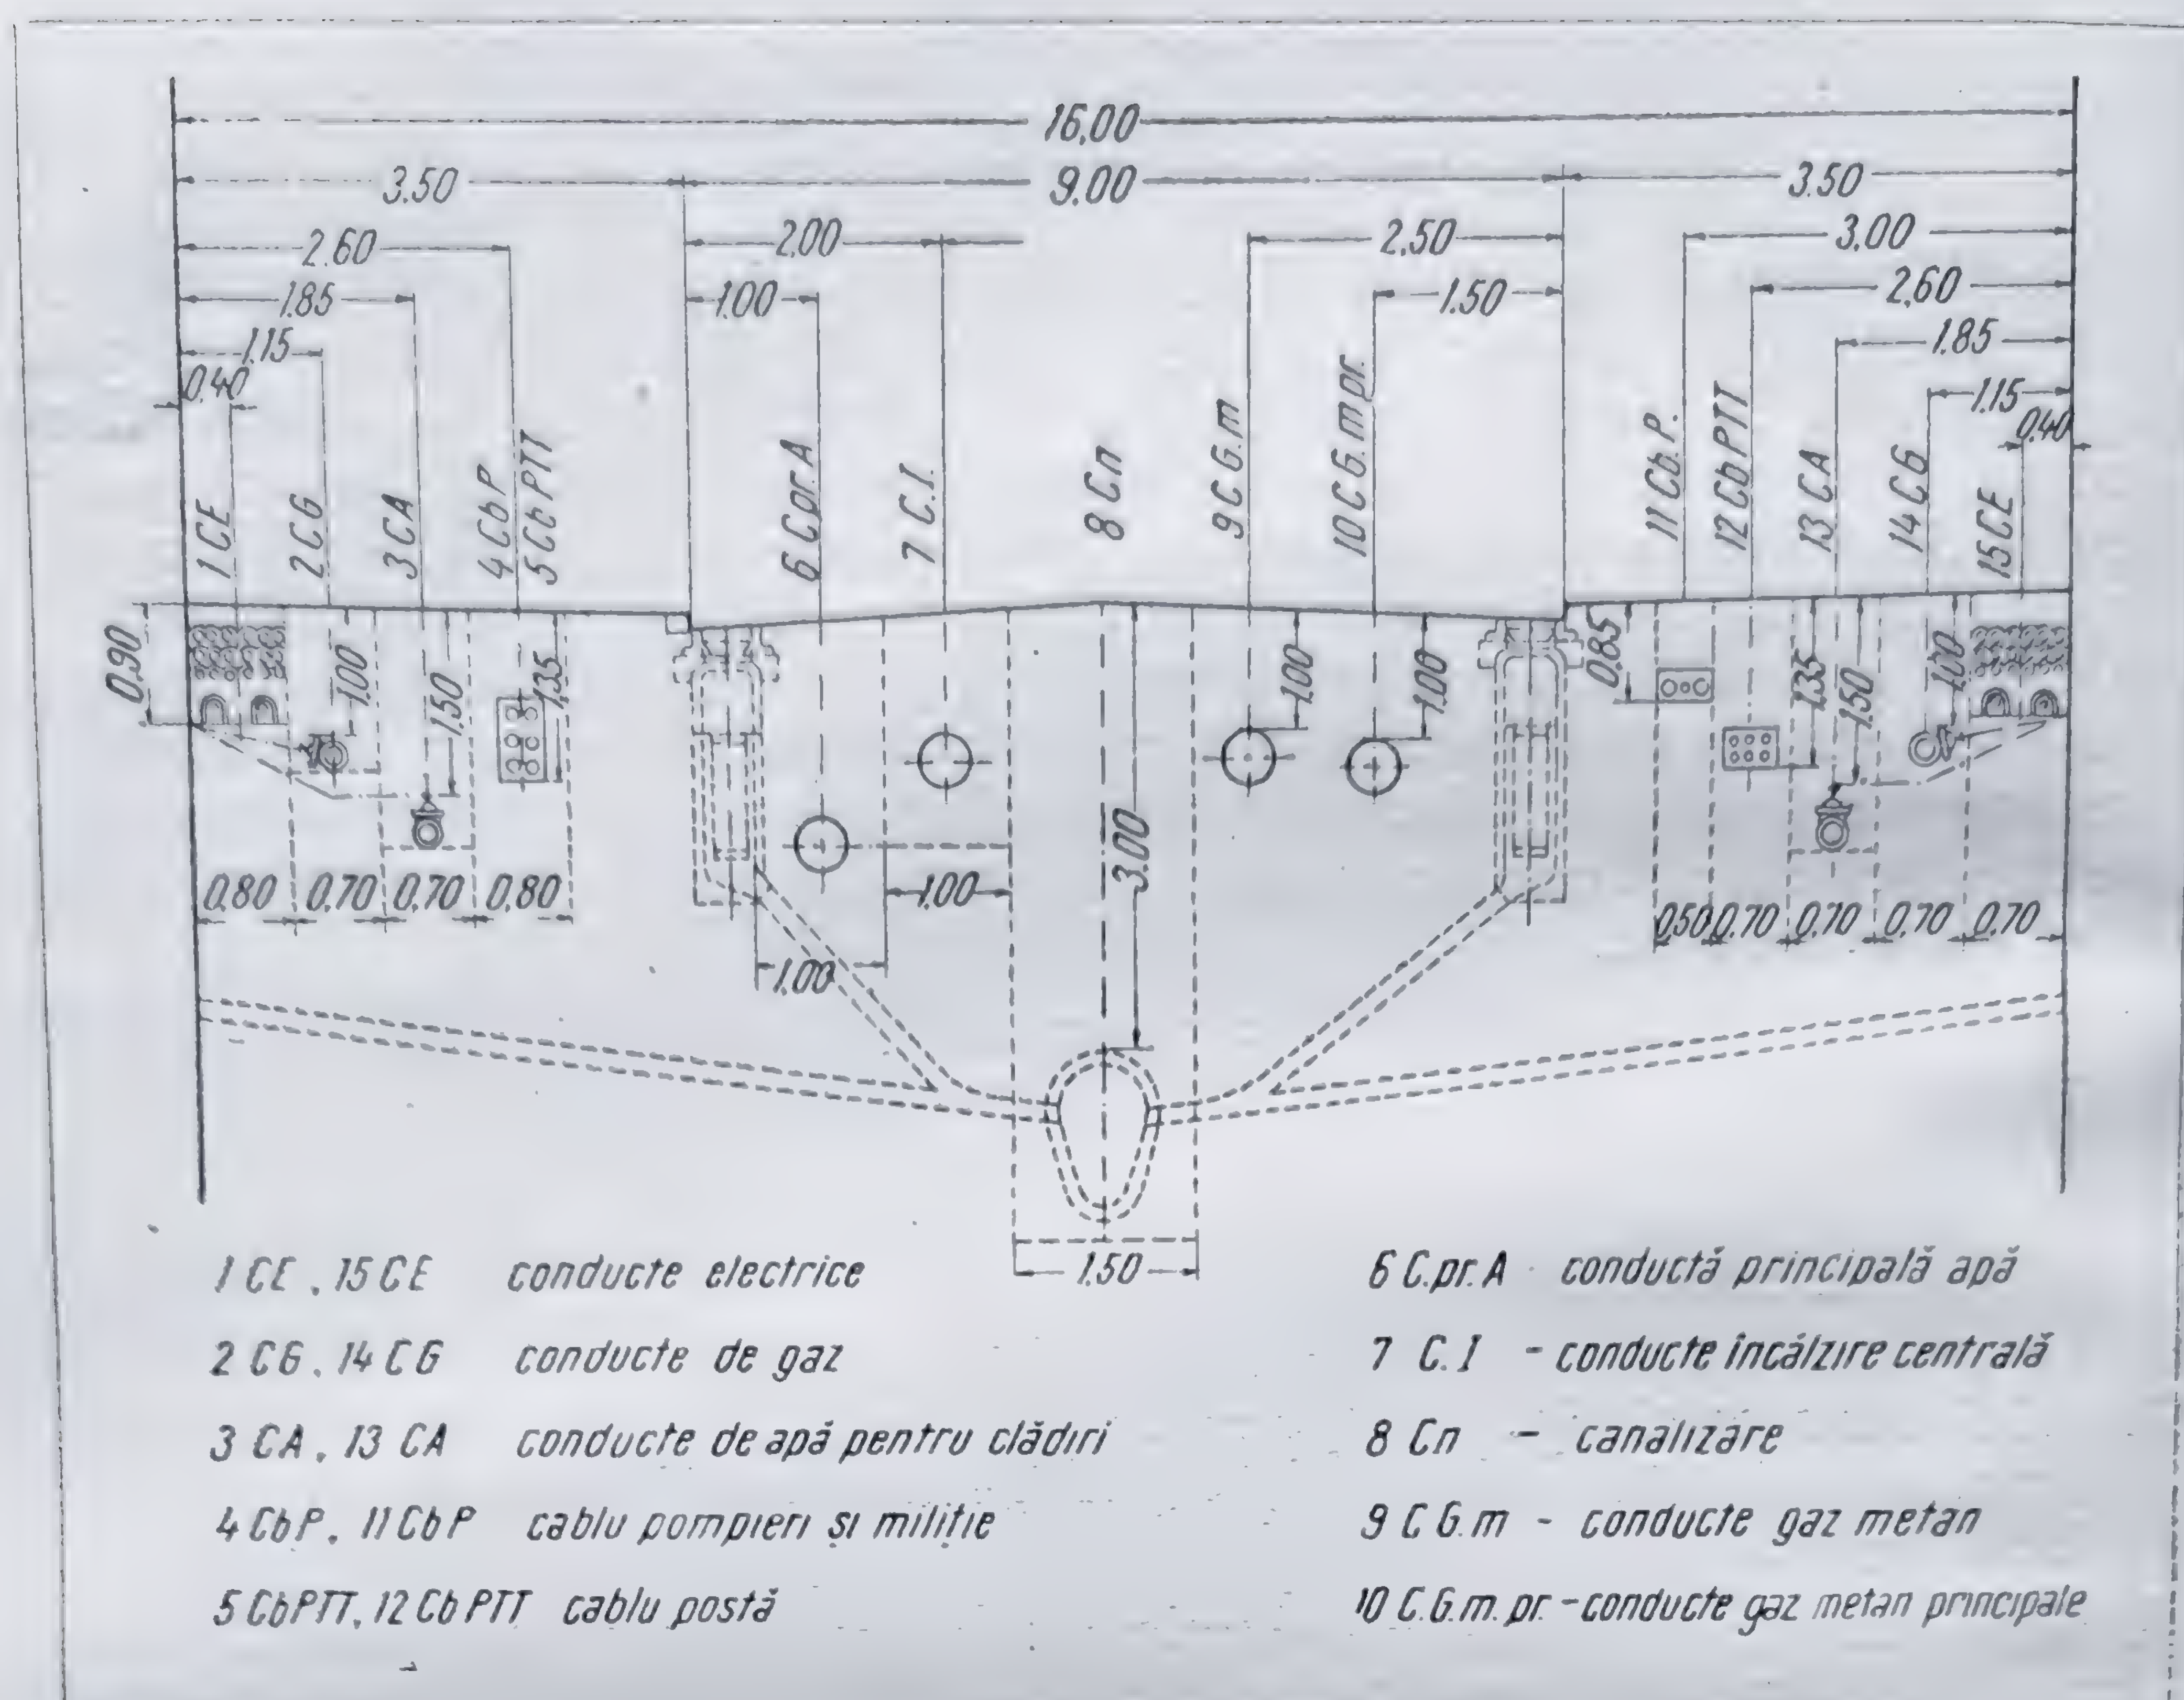 16,00
3.50 9.00 3.50
2.60 2.00 2,50 3.00
1.85 1.00 1.50 2,60
1.15 1.85
0.40 1.15
0.40
1 CE
2 CG
3 CA
4 CbP
5 CbPTT
6 Cpr.A
7 C.I.
8 Cn
9 C G.m
10 C G.m pr.
11 Cb.P.
12 Cb PTT
13 CA
14 CG
15 CE
0.90 1.00 1.50 1.35 1.00 1.00 0.85 1.35 1.50 1.00
3.00
0.80 0.70 0.70 0.80 1.00 0.50 0.70 0.70 0.70 0.70
1.00
1.50
1 CE . 15 CE conducte electrice
2 CG . 14 CG conducte de gaz
3 CA . 13 CA conducte de apă pentru clădiri
4 CbP. 11 CbP cablu pompieri și miliție
5 CbPTT. 12 Cb PTT cablu postă
6 C.pr. A conductă principală apă
7 C. I - conducte încălzire centrală
8 Cn - canalizare
9 C G.m - conducte gaz metan
10 C.G.m. pr. - conducte gaz metan principale